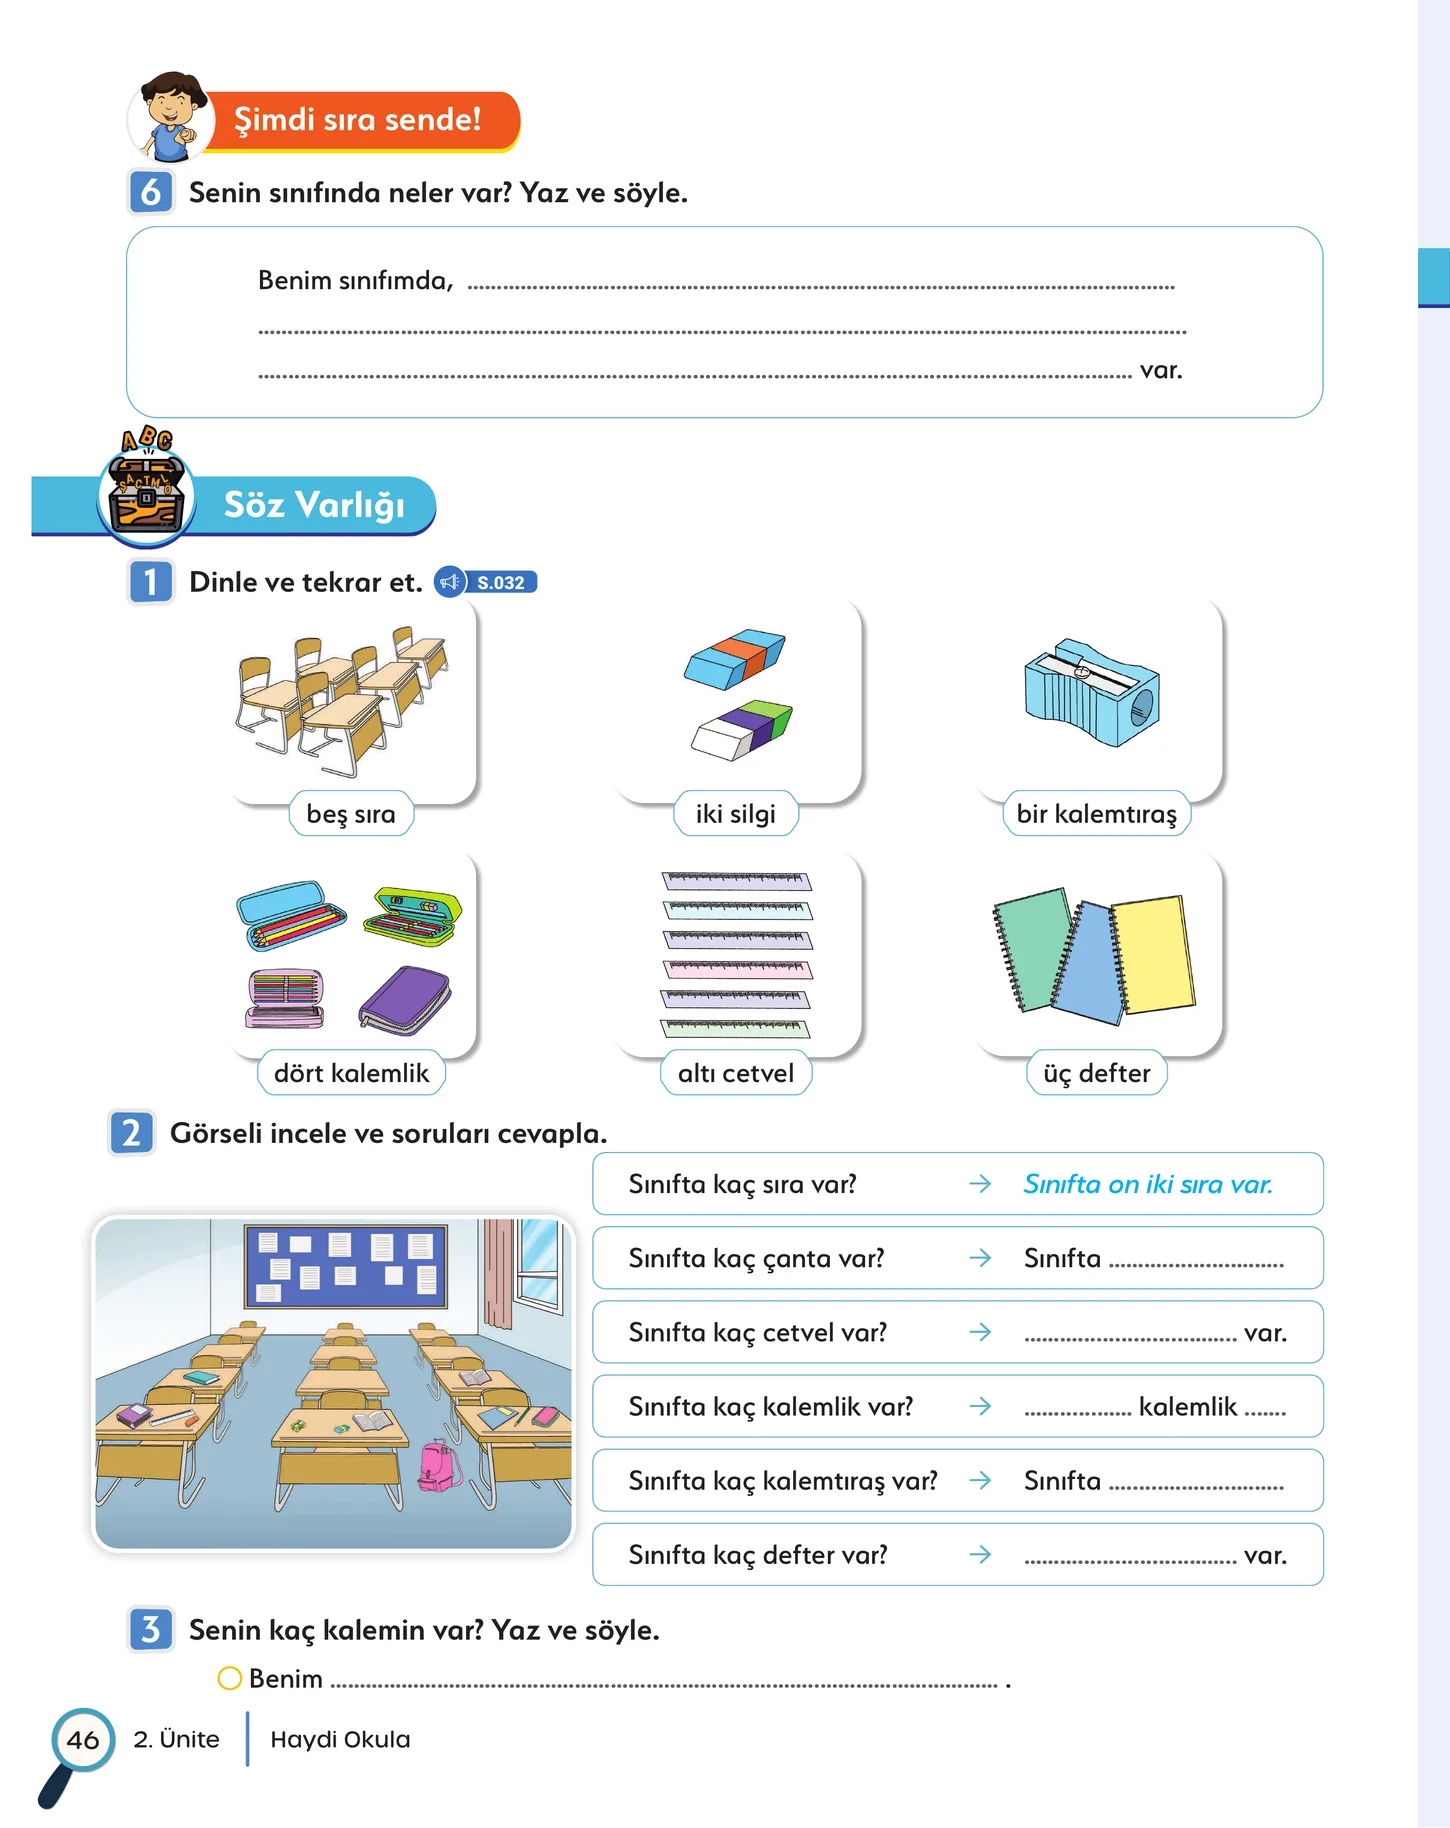 Şimdi sıra sende!
6 Senin sınıfında neler var? Yaz ve söyle.
Benim sınıfımda, ........................................................................................................................
..............................................................................................................................................................
..................................................................................................................................................... var.
A B C
S A C T M L O
Söz Varlığı
1 Dinle ve tekrar et. S.032
beş sıra
iki silgi
bir kalemtıraş
dört kalemlik
altı cetvel
üç defter
2 Görseli incele ve soruları cevapla.
Sınıfta kaç sıra var? → Sınıfta on iki sıra var.
Sınıfta kaç çanta var? → Sınıfta .............................
Sınıfta kaç cetvel var? → .................................... var.
Sınıfta kaç kalemlik var? → .................. kalemlik .......
Sınıfta kaç kalemtıraş var? → Sınıfta .............................
Sınıfta kaç defter var? → .................................... var.
3 Senin kaç kalemin var? Yaz ve söyle.
Benim ................................................................................................................ .
46 2. Ünite Haydi Okula